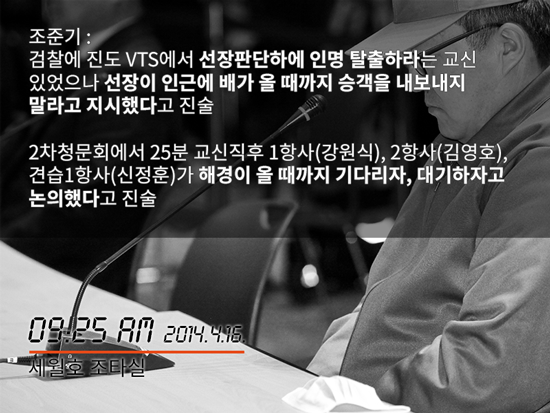 조준기 :
검찰에 진도 VTS에서 선장판단하에 인명 탈출하라는 교신
있었으나 선장이 인근에 배가 올 때까지 승객을 내보내지
말라고 지시했다고 진술
2차청문회에서 25분 교신직후 1항사(강원식), 2항사(김영호),
견습1항사(신정훈)가 해경이 올 때까지 기다리자, 대기하자고
논의했다고 진술
09:25 AM 2014.4.16.
세월호 조타실